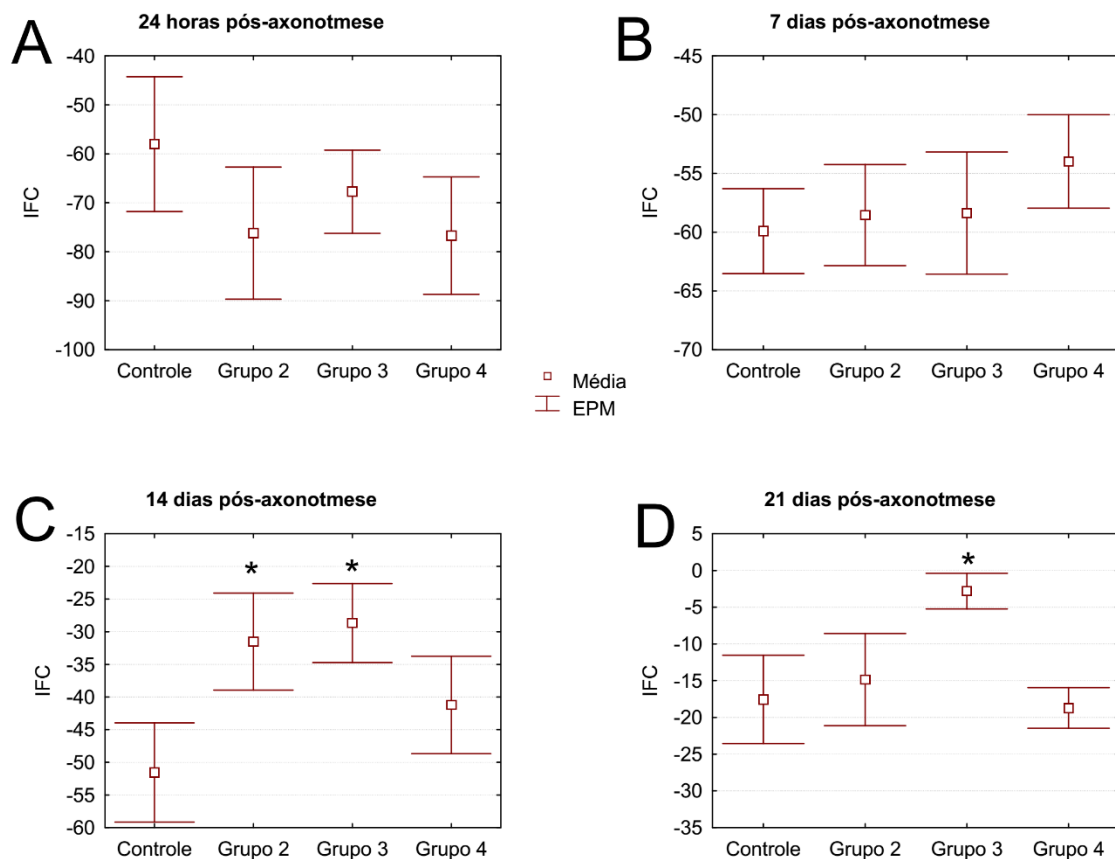 A
24 horas pós-axonotmese
-40
-50
-60
-70
-80
-90
-100
IFC
Controle Grupo 2 Grupo 3 Grupo 4
B
7 dias pós-axonotmese
-45
-50
-55
-60
-65
-70
IFC
Controle Grupo 2 Grupo 3 Grupo 4
Média
EPM
C
14 dias pós-axonotmese
-15
-20
-25
-30
-35
-40
-45
-50
-55
-60
IFC
* *
Controle Grupo 2 Grupo 3 Grupo 4
D
21 dias pós-axonotmese
5
0
-5
-10
-15
-20
-25
-30
-35
IFC
*
Controle Grupo 2 Grupo 3 Grupo 4